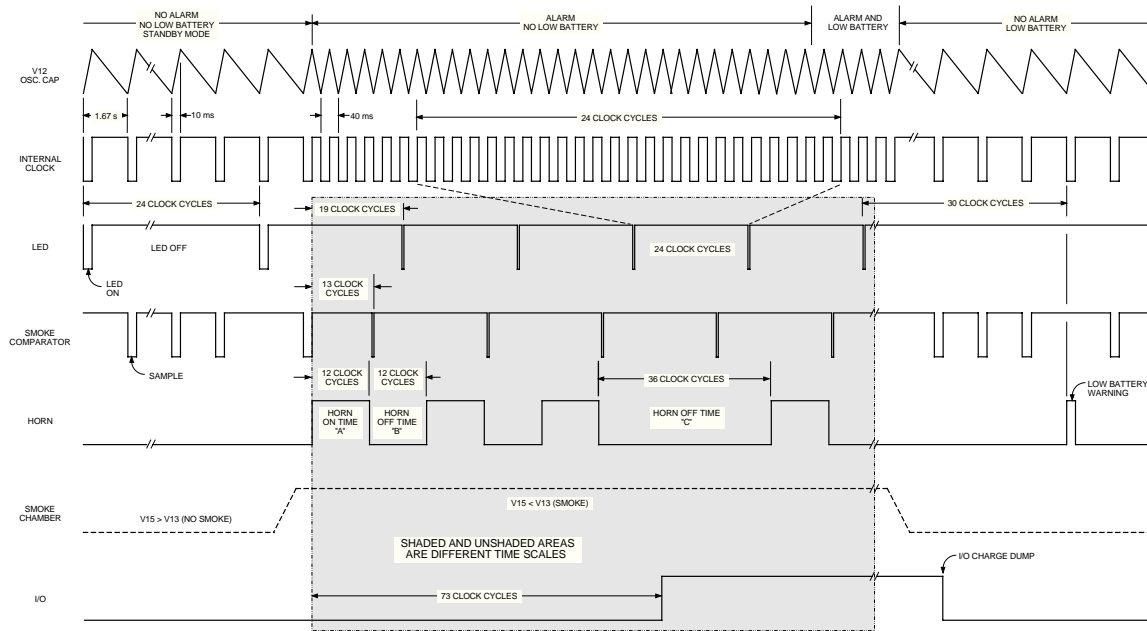 NO ALARM
NO LOW BATTERY
STANDBY MODE
ALARM
NO LOW BATTERY
ALARM AND
LOW BATTERY
NO ALARM
LOW BATTERY
V12
OSC. CAP
1.67 s
10 ms
40 ms
24 CLOCK CYCLES
INTERNAL
CLOCK
24 CLOCK CYCLES
19 CLOCK CYCLES
30 CLOCK CYCLES
LED
LED OFF
24 CLOCK CYCLES
LED
ON
13 CLOCK
CYCLES
SMOKE
COMPARATOR
SAMPLE
12 CLOCK
CYCLES
12 CLOCK
CYCLES
36 CLOCK CYCLES
LOW BATTERY
WARNING
HORN
HORN
ON TIME
"A"
HORN
OFF TIME
"B"
HORN OFF TIME
"C"
SMOKE
CHAMBER
V15 > V13 (NO SMOKE)
V15 < V13 (SMOKE)
SHADED AND UNSHADED AREAS
ARE DIFFERENT TIME SCALES
I/O CHARGE DUMP
I/O
73 CLOCK CYCLES